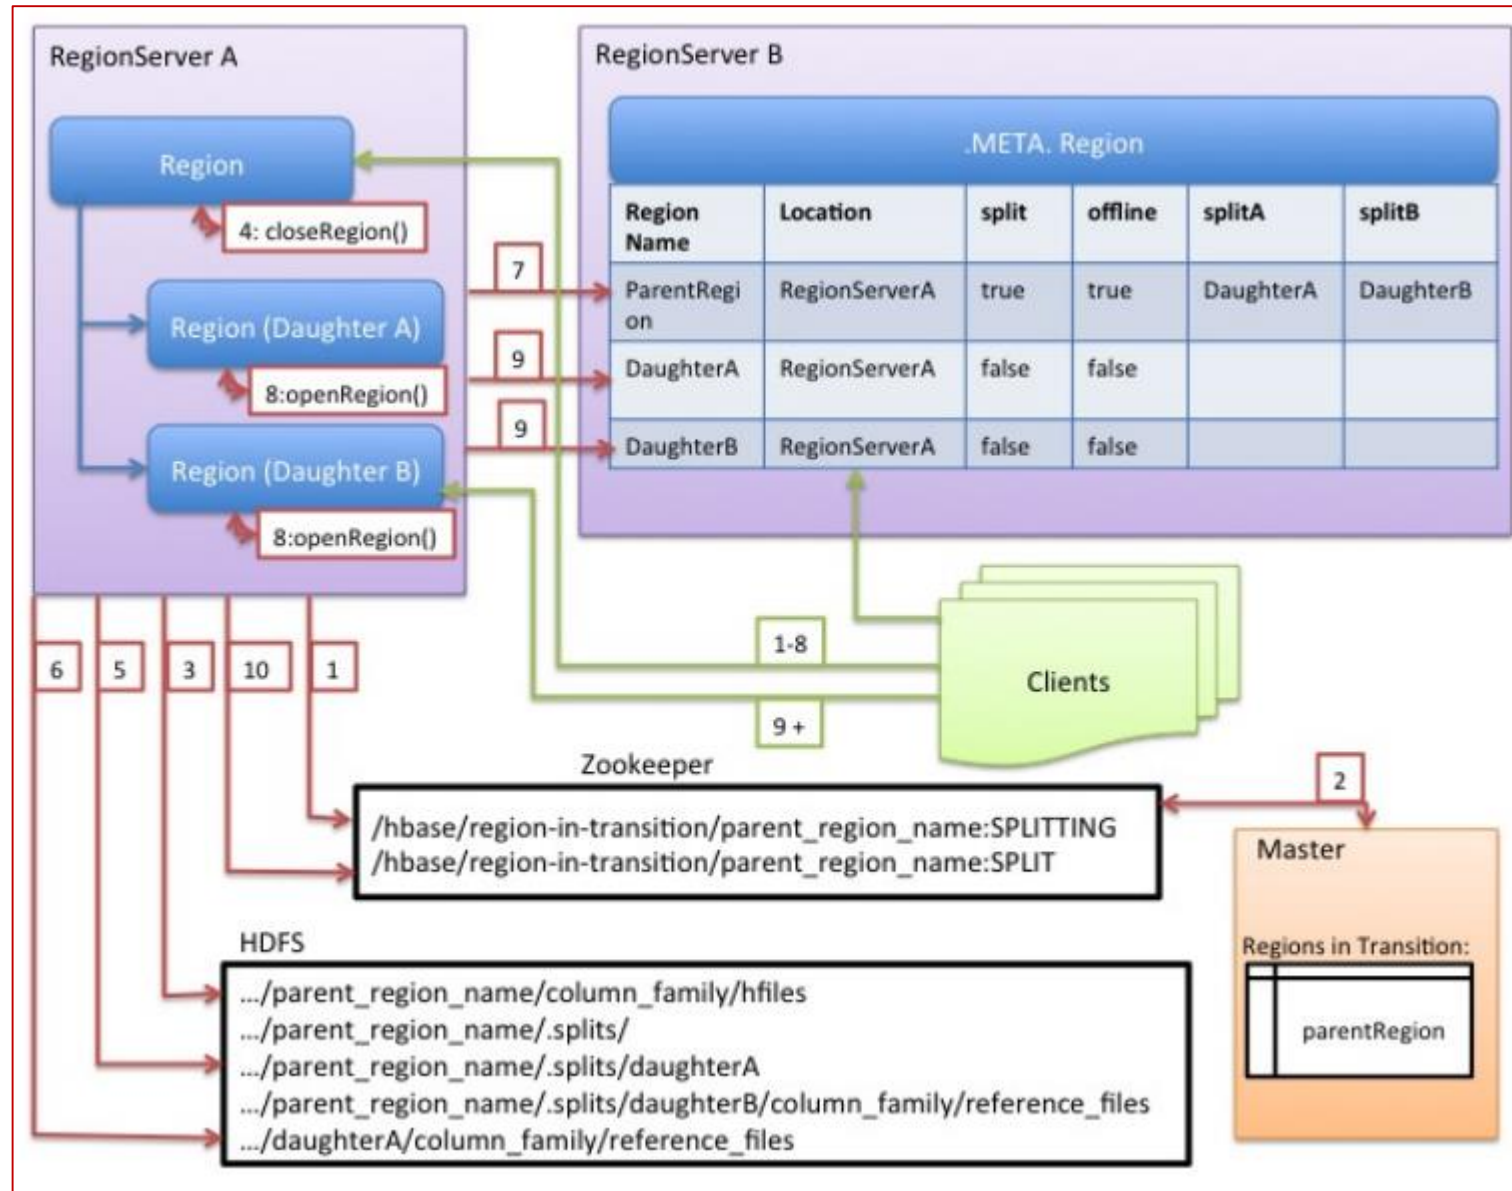 RegionServer A
Region
4: closeRegion()
Region (Daughter A)
8:openRegion()
Region (Daughter B)
8:openRegion()
7
9
9
RegionServer B
.META. Region
Region Name Location split offline splitA splitB
ParentRegi
on RegionServerA true true DaughterA DaughterB
DaughterA RegionServerA false false
DaughterB RegionServerA false false
6 5 3 10 1
1-8
9 +
Clients
Zookeeper
/hbase/region-in-transition/parent_region_name:SPLITTING
/hbase/region-in-transition/parent_region_name:SPLIT
2
Master
Regions in Transition:
parentRegion
HDFS
.../parent_region_name/column_family/hfiles
.../parent_region_name/.splits/
.../parent_region_name/.splits/daughterA
.../parent_region_name/.splits/daughterB/column_family/reference_files
.../daughterA/column_family/reference_files